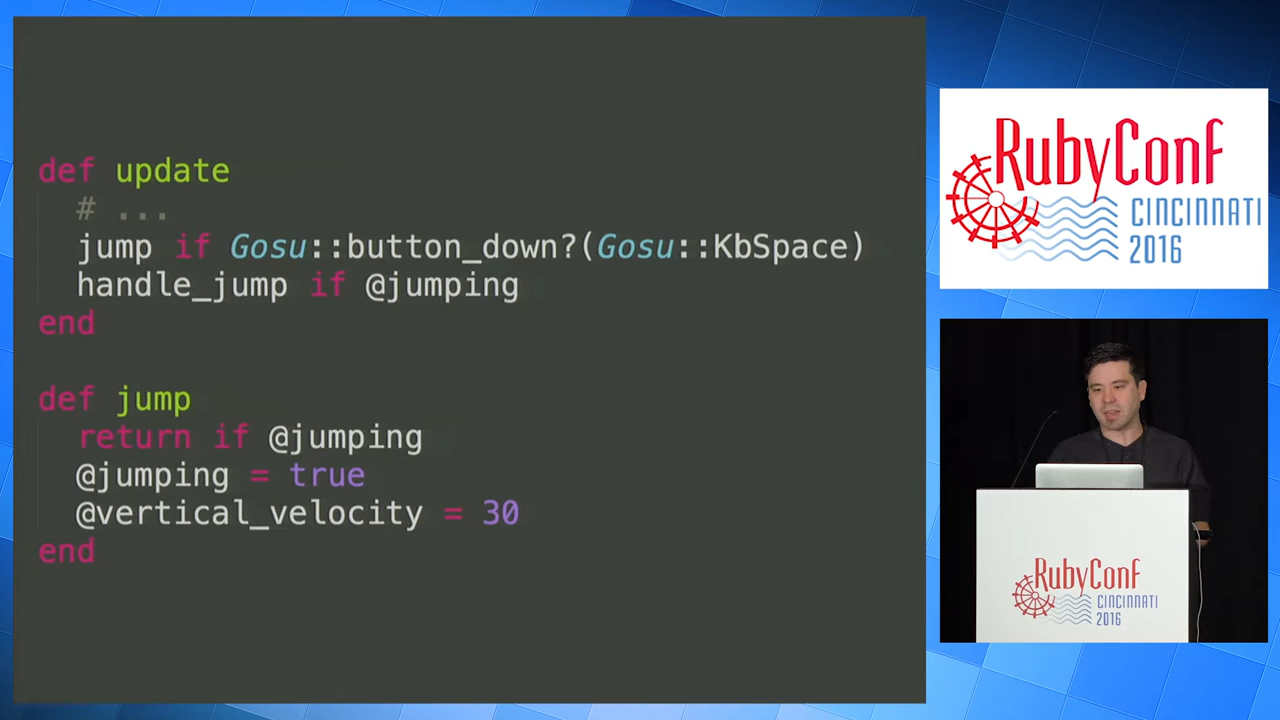 def update
# ...
jump if Gosu::button_down?(Gosu::KbSpace)
handle_jump if @jumping
end
def jump
return if @jumping
@jumping = true
@vertical_velocity = 30
end
RubyConf
CINCINNATI
2016
RubyConf
CINCINNATI
2016